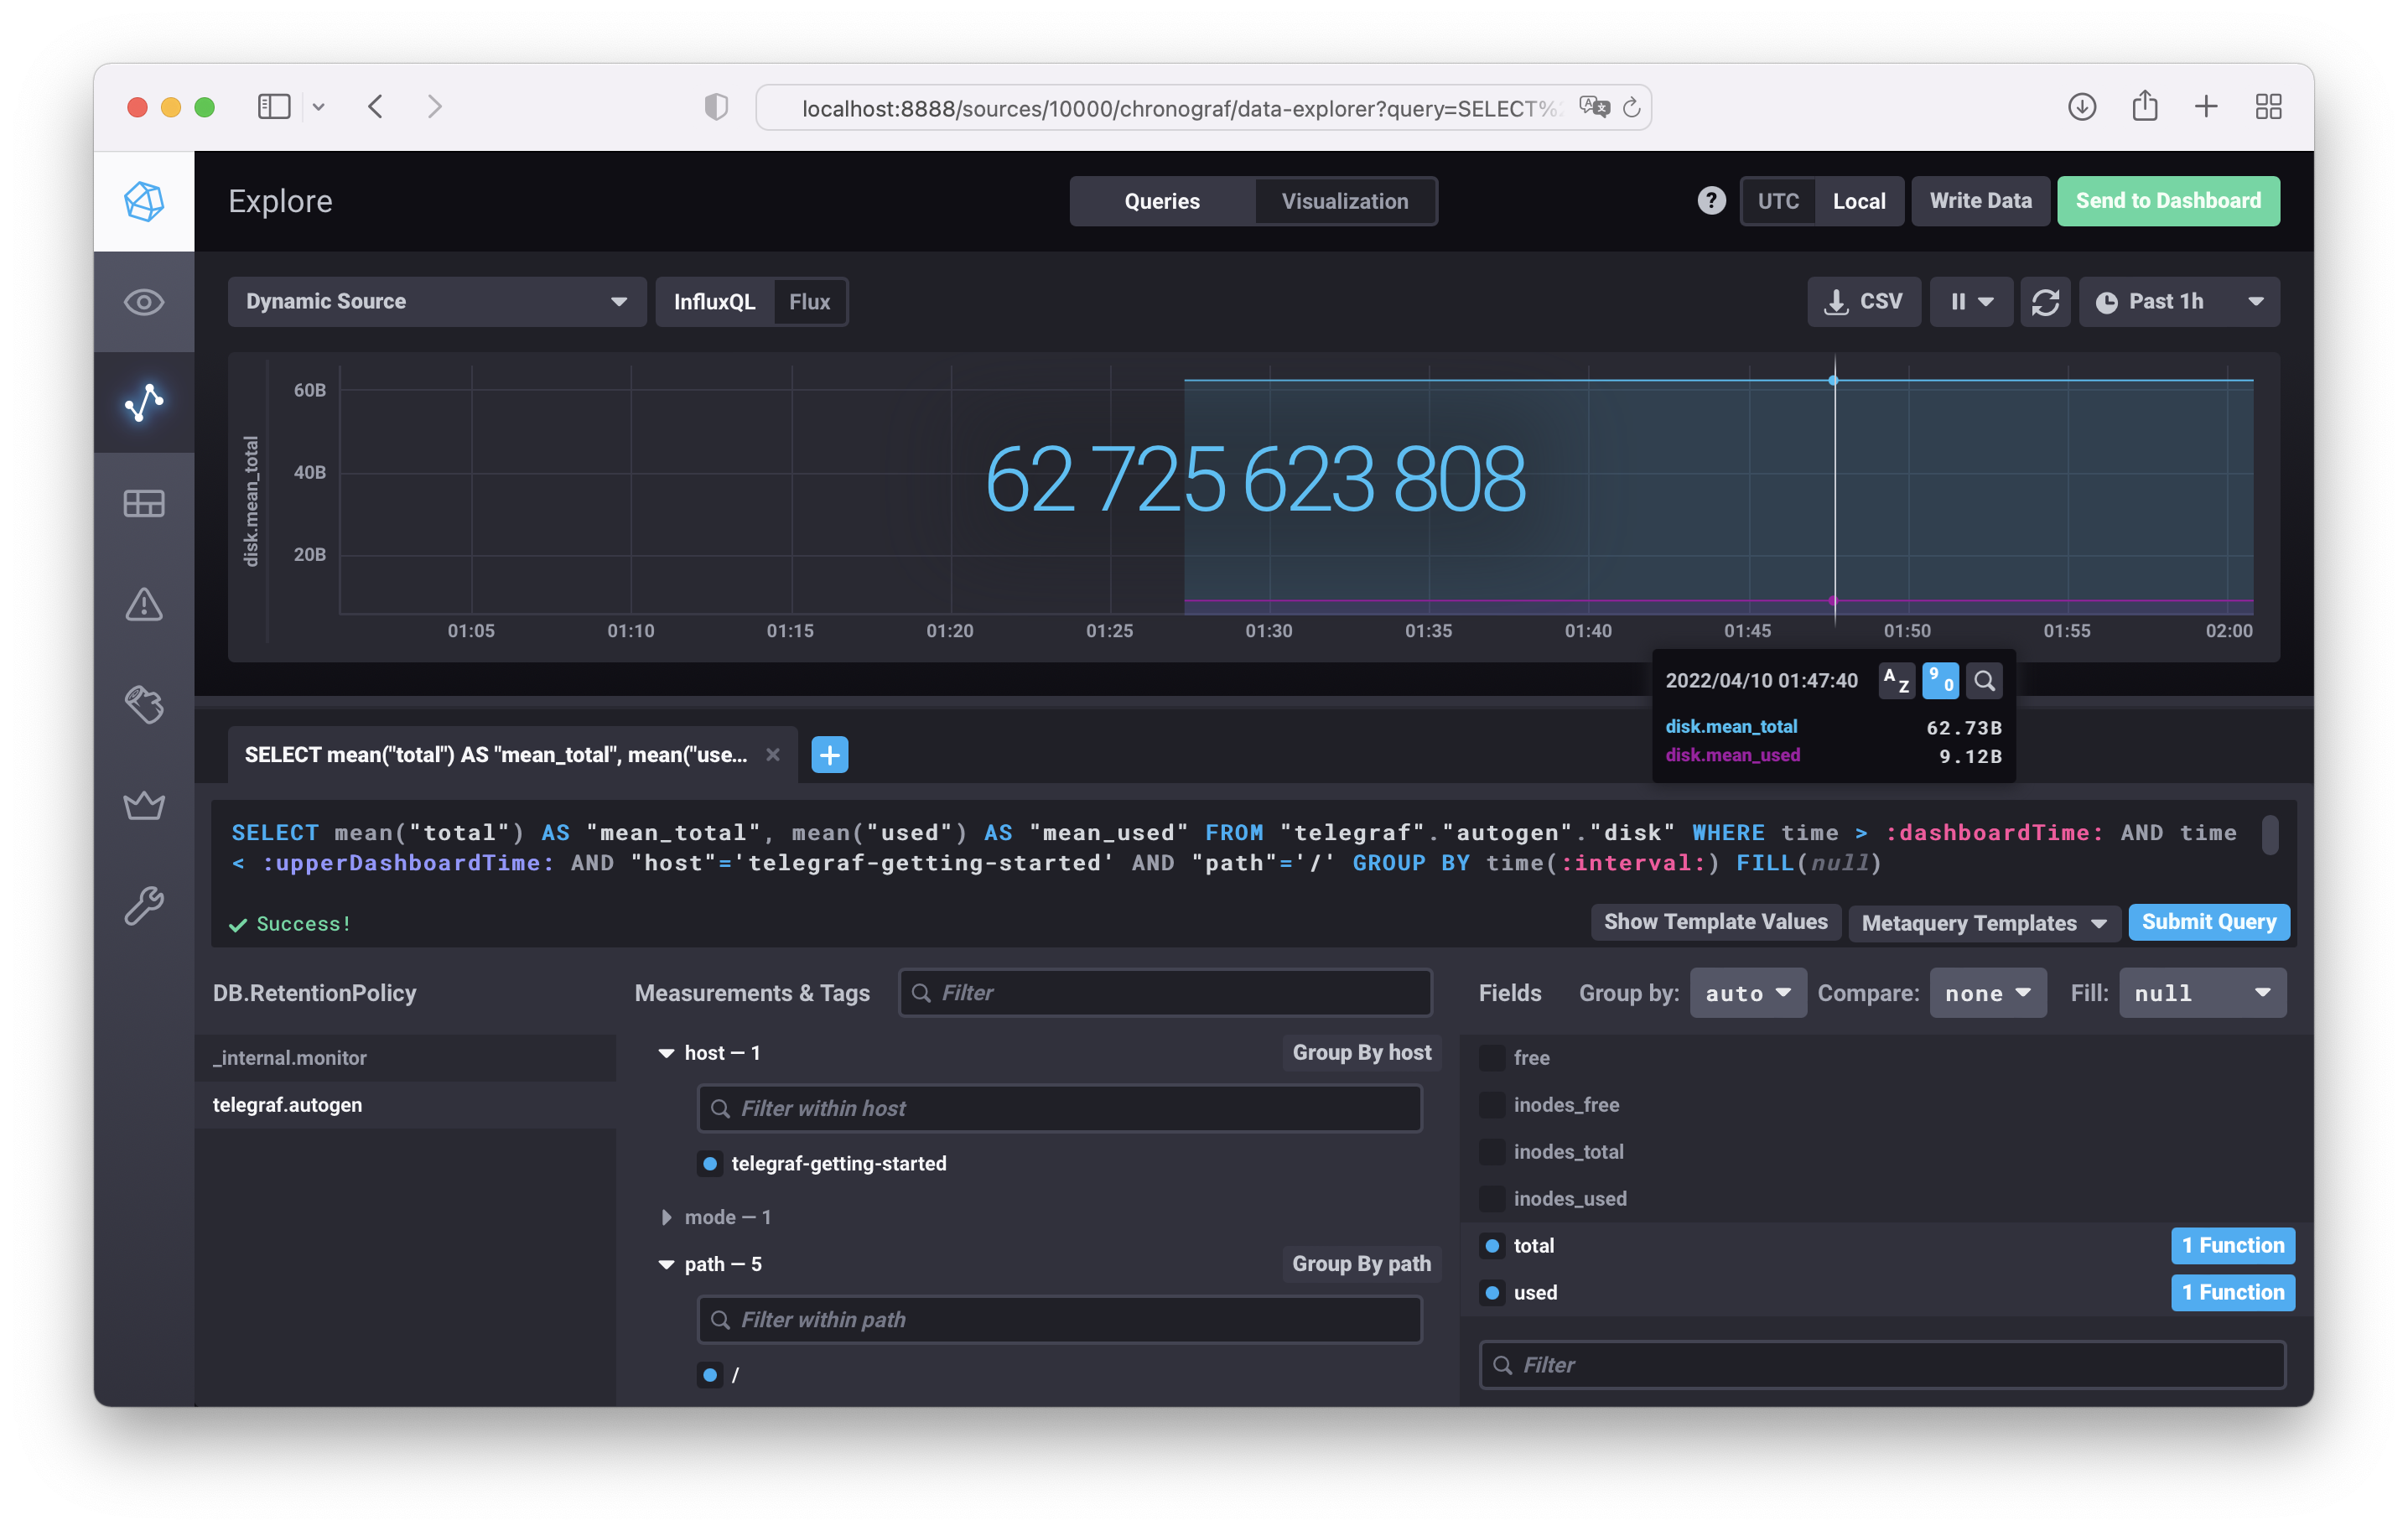 localhost:8888/sources/10000/chronograf/data-explorer?query=SELECT%
Explore
Queries
Visualization
?
UTC
Local
Write Data
Send to Dashboard
Dynamic Source
InfluxQL
Flux
CSV
Past 1h
disk.mean_total
60B
40B
20B
62 725 623 808
01:05
01:10
01:15
01:20
01:25
01:30
01:35
01:40
01:45
01:50
01:55
02:00
2022/04/10 01:47:40
A Z
9 0
disk.mean_total 62.73B
disk.mean_used 9.12B
SELECT mean("total") AS "mean_total", mean("use...
SELECT mean("total") AS "mean_total", mean("used") AS "mean_used" FROM "telegraf"."autogen"."disk" WHERE time > :dashboardTime: AND time
< :upperDashboardTime: AND "host"='telegraf-getting-started' AND "path"='/' GROUP BY time(:interval:) FILL(null)
Success!
Show Template Values
Metaquery Templates
Submit Query
DB.RetentionPolicy
_internal.monitor
telegraf.autogen
Measurements & Tags
Filter
host — 1
Group By host
Filter within host
telegraf-getting-started
mode — 1
path — 5
Group By path
Filter within path
/
Fields
Group by:
auto
Compare:
none
Fill:
null
free
inodes_free
inodes_total
inodes_used
total
1 Function
used
1 Function
Filter